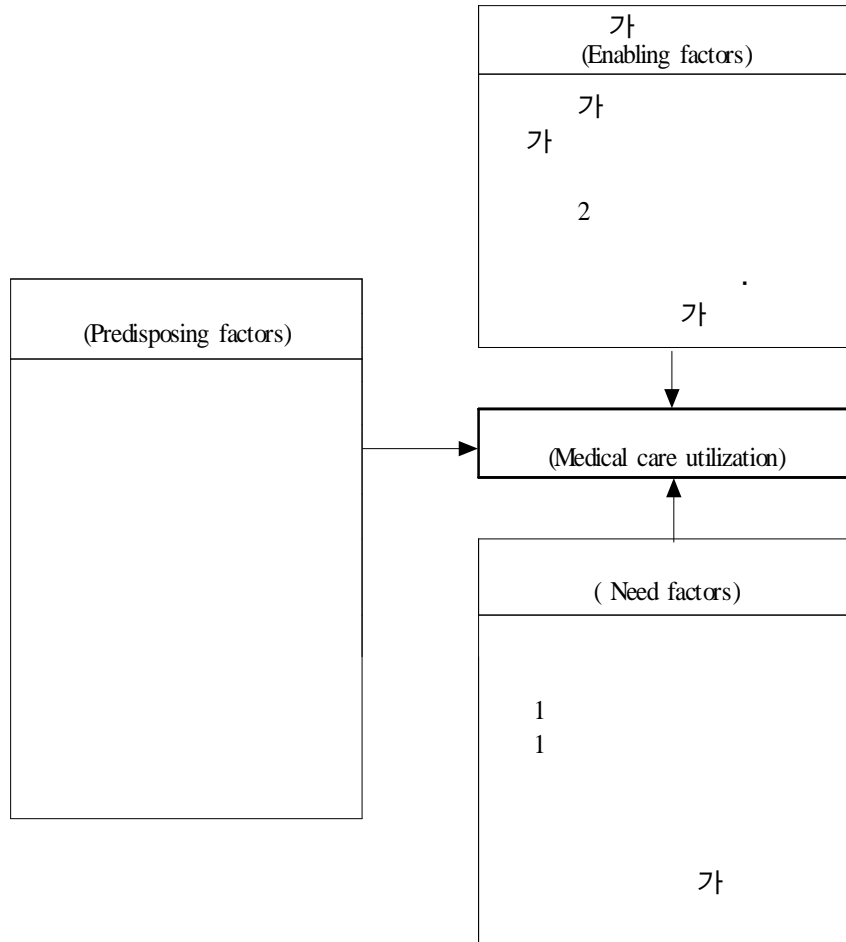 가
(Enabling factors)
가
가
2
.
가
(Predisposing factors)
(Medical care utilization)
( Need factors)
1
1
가